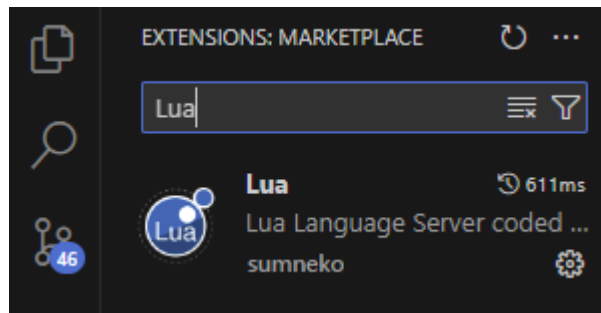 EXTENSIONS: MARKETPLACE
Lua
Lua 611ms
Lua
Lua Language Server coded ...
sumneko
46